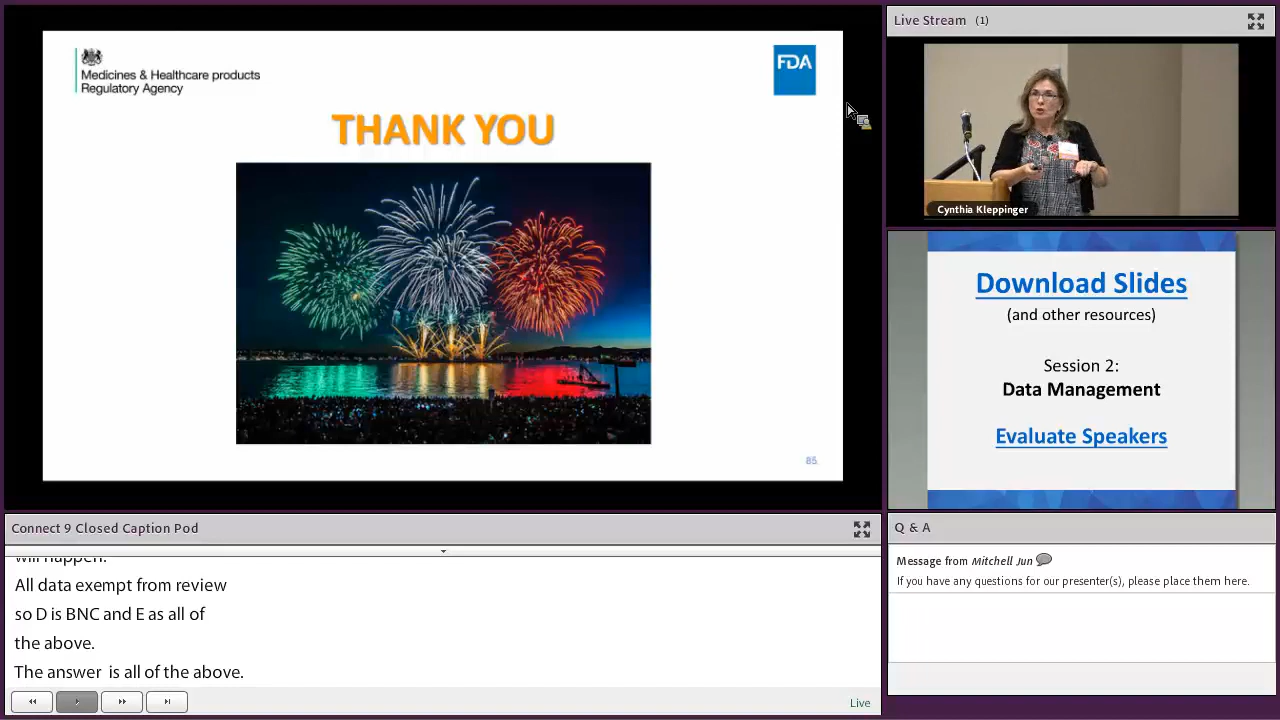 Medicines & Healthcare products
Regulatory Agency
FDA
THANK YOU
85
Live Stream (1)
Cynthia Kleppinger
Download Slides
(and other resources)
Session 2:
Data Management
Evaluate Speakers
Connect 9 Closed Caption Pod
will happen.
All data exempt from review
so D is BNC and E as all of
the above.
The answer is all of the above.
Live
Q & A
Message from Mitchell Jun
If you have any questions for our presenter(s), please place them here.